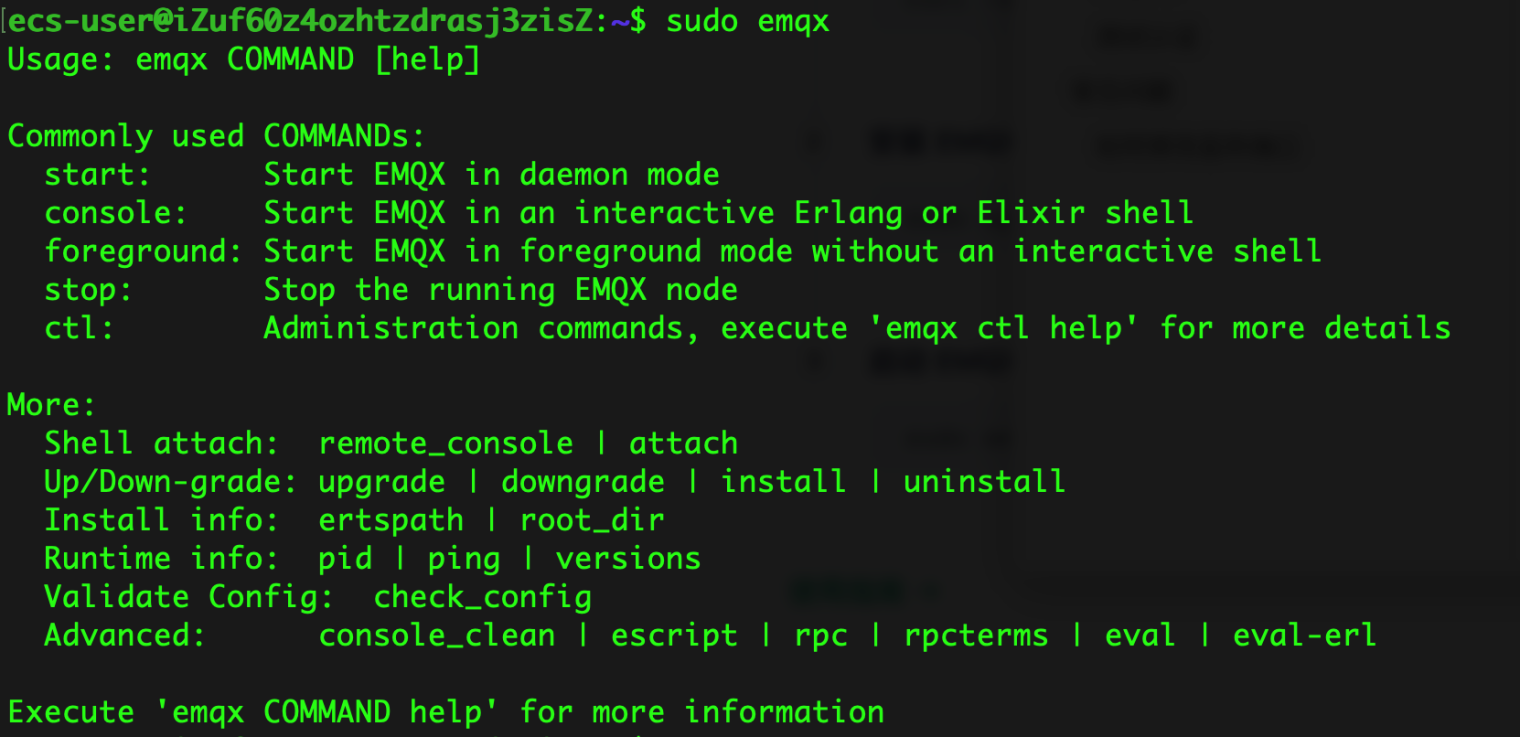 [ecs-user@iZuf60z4ozhtzdrasj3zisZ:~$ sudo emqx
Usage: emqx COMMAND [help]
Commonly used COMMANDs:
start: Start EMQX in daemon mode
console: Start EMQX in an interactive Erlang or Elixir shell
foreground: Start EMQX in foreground mode without an interactive shell
stop: Stop the running EMQX node
ctl: Administration commands, execute 'emqx ctl help' for more details
More:
Shell attach: remote_console | attach
Up/Down-grade: upgrade | downgrade | install | uninstall
Install info: ertspath | root_dir
Runtime info: pid | ping | versions
Validate Config: check_config
Advanced: console_clean | escript | rpc | rpcterms | eval | eval-erl
Execute 'emqx COMMAND help' for more information